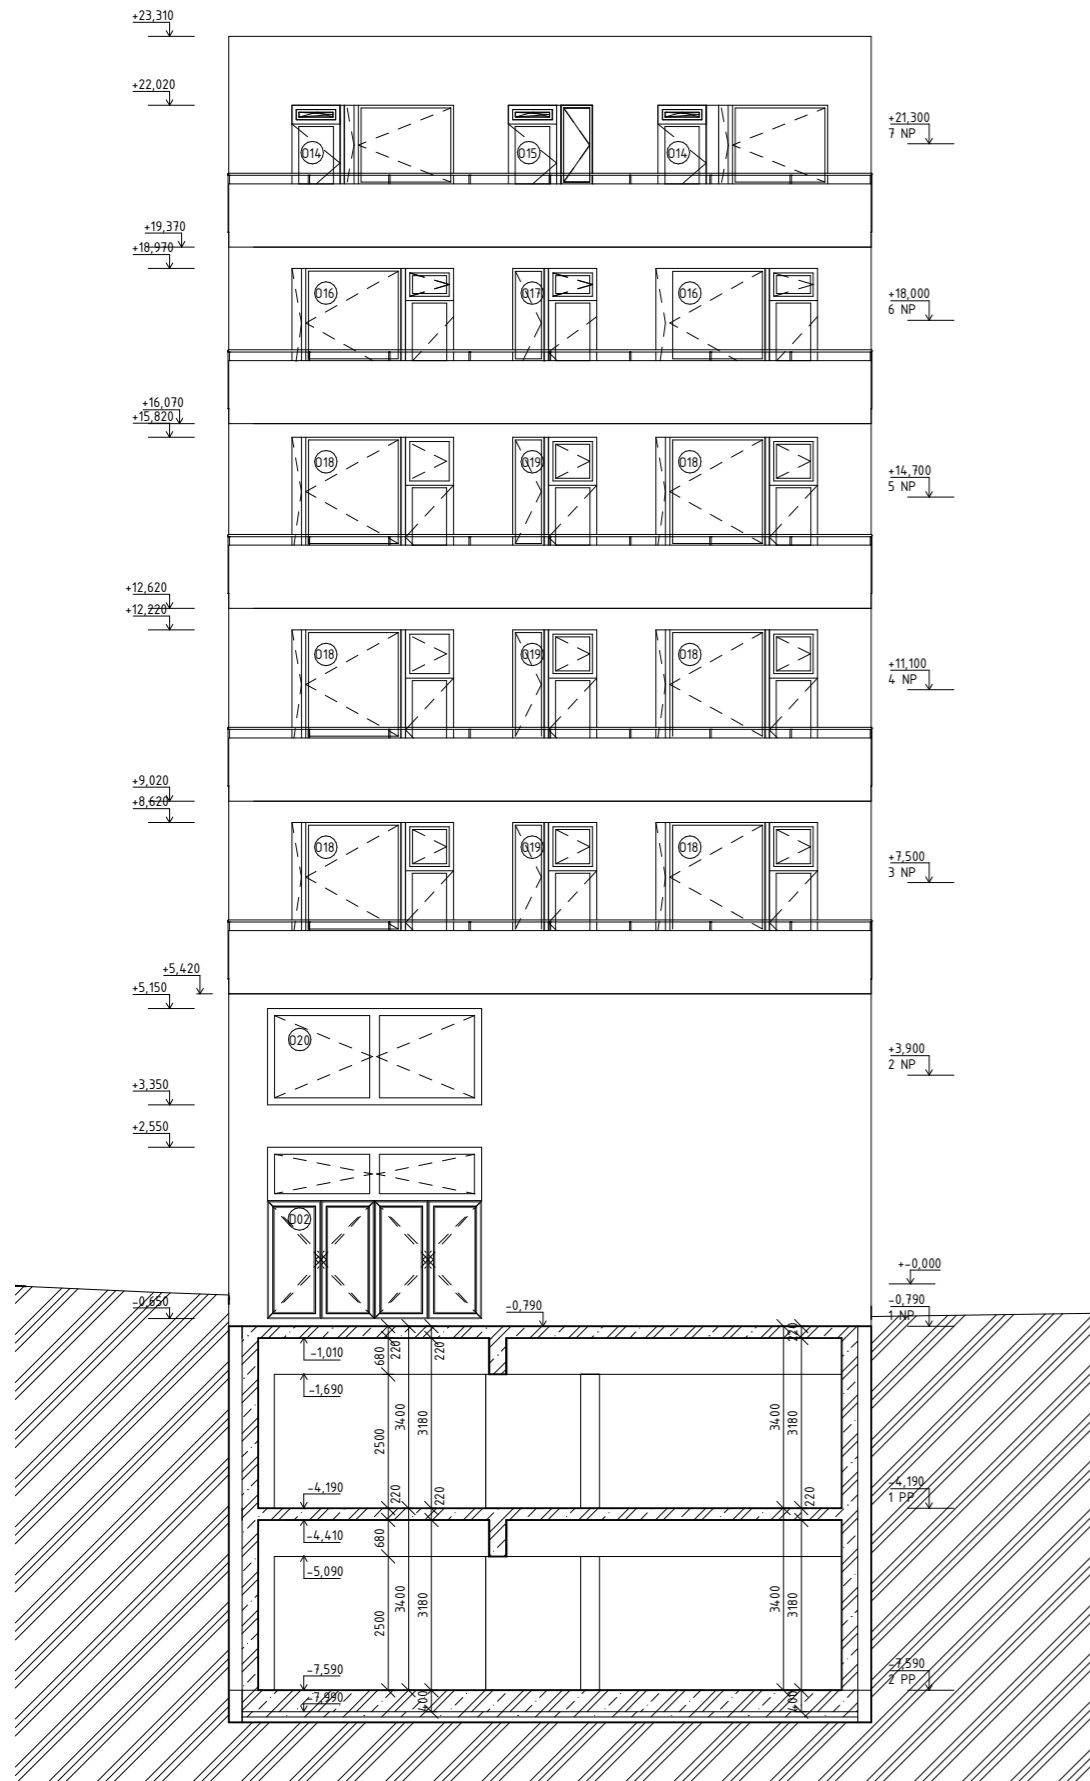 +23,310
+22,020
+21,300
7 NP
O14
O15
O14
+19,370
+18,970
+18,000
6 NP
O16
O17
O16
+16,070
+15,820
+14,700
5 NP
O18
O19
O18
+12,620
+12,220
+11,100
4 NP
O18
O19
O18
+9,020
+8,620
+7,500
3 NP
O18
O19
O18
+5,420
+5,150
+3,900
2 NP
O20
+3,350
+2,550
D02
+-0,000
-0,650
-0,790
-0,790
1 NP
220
220
220
680
-1,010
-1,690
2500
3400
3180
3400
3180
-4,190
220
220
220
-4,190
1 PP
-4,410
680
-5,090
2500
3400
3180
3400
3180
-7,590
-7,590
2 PP
-7,990
400
400